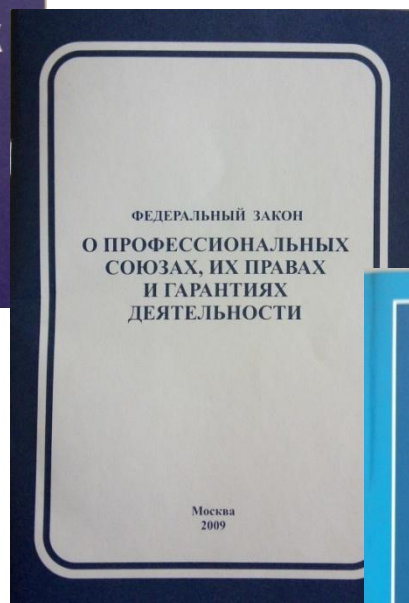 ФЕДЕРАЛЬНЫЙ ЗАКОН
О ПРОФЕССИОНАЛЬНЫХ
СОЮЗАХ, ИХ ПРАВАХ
И ГАРАНТИЯХ
ДЕЯТЕЛЬНОСТИ
Москва
2009